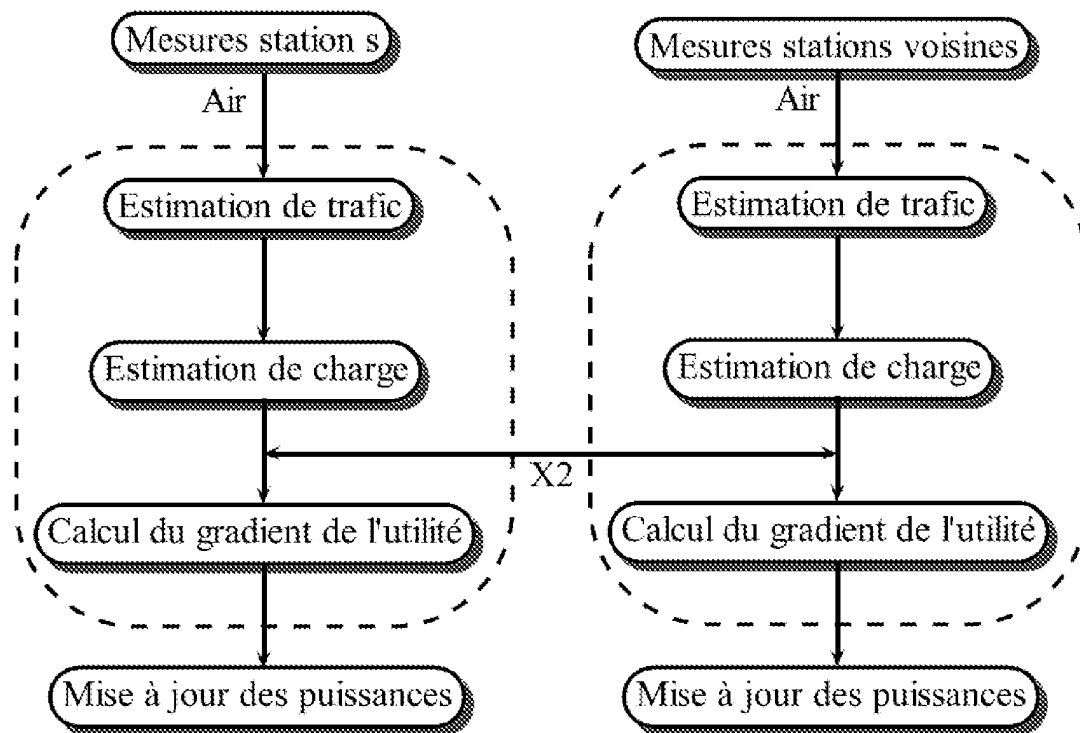 Mesures station s
Mesures stations voisines
Air
Air
Estimation de trafic
Estimation de trafic
Estimation de charge
Estimation de charge
X2
Calcul du gradient de l'utilité
Calcul du gradient de l'utilité
Mise à jour des puissances
Mise à jour des puissances